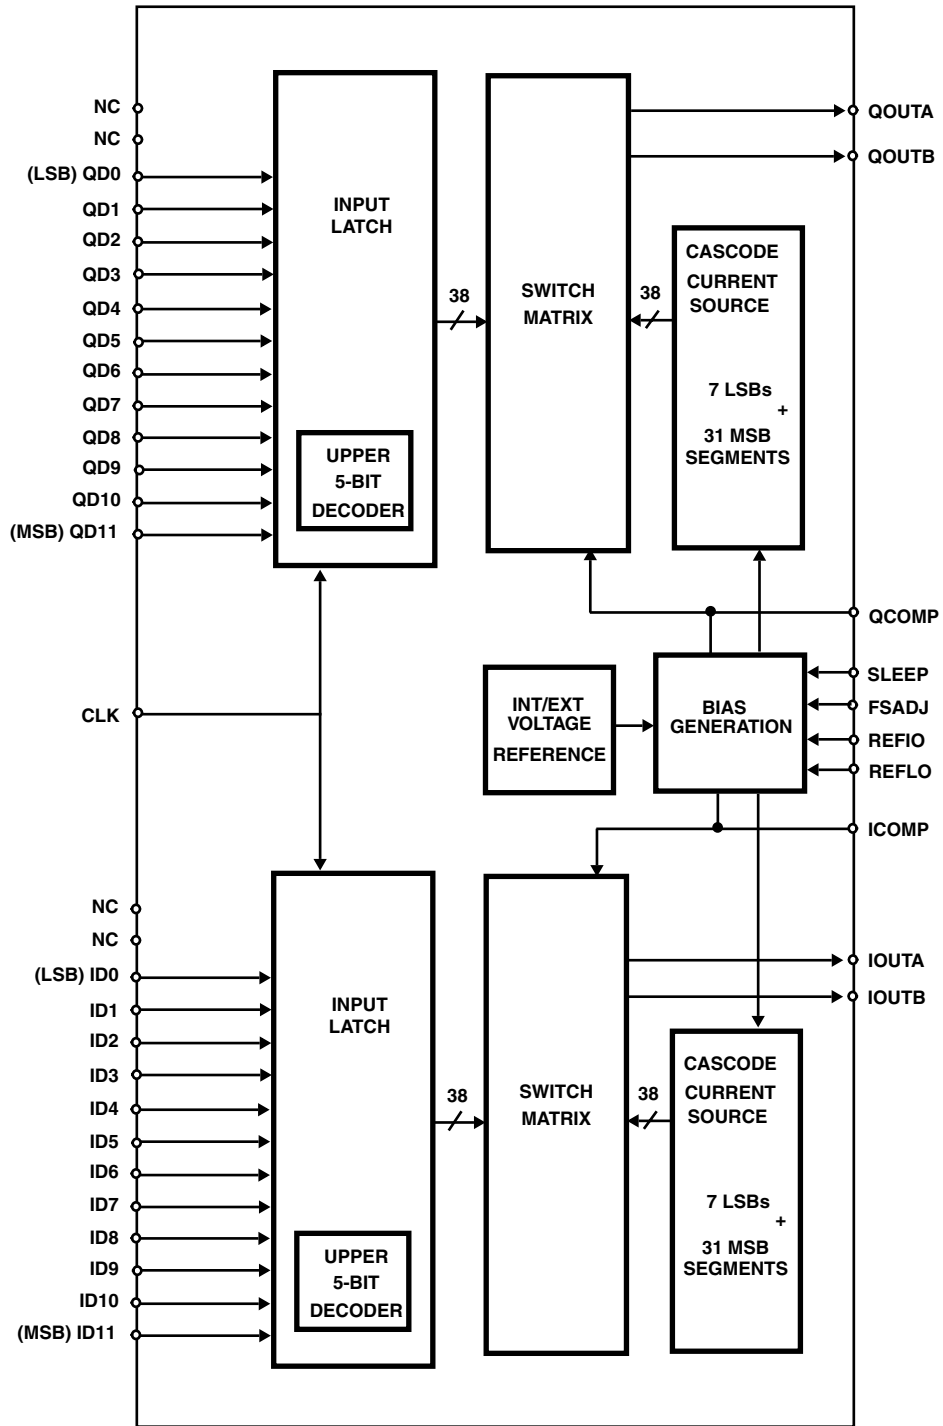 NC
NC
(LSB) QD0
QD1
QD2
QD3
QD4
QD5
QD6
QD7
QD8
QD9
QD10
(MSB) QD11
INPUT
LATCH
UPPER
5-BIT
DECODER
38
SWITCH
MATRIX
38
CASCODE
CURRENT
SOURCE
7 LSBs
+
31 MSB
SEGMENTS
QOUTA
QOUTB
QCOMP
SLEEP
FSADJ
REFIO
REFLO
ICOMP
CLK
INT/EXT
VOLTAGE
REFERENCE
BIAS
GENERATION
NC
NC
(LSB) ID0
ID1
ID2
ID3
ID4
ID5
ID6
ID7
ID8
ID9
ID10
(MSB) ID11
INPUT
LATCH
UPPER
5-BIT
DECODER
38
SWITCH
MATRIX
38
CASCODE
CURRENT
SOURCE
7 LSBs
+
31 MSB
SEGMENTS
IOUTA
IOUTB